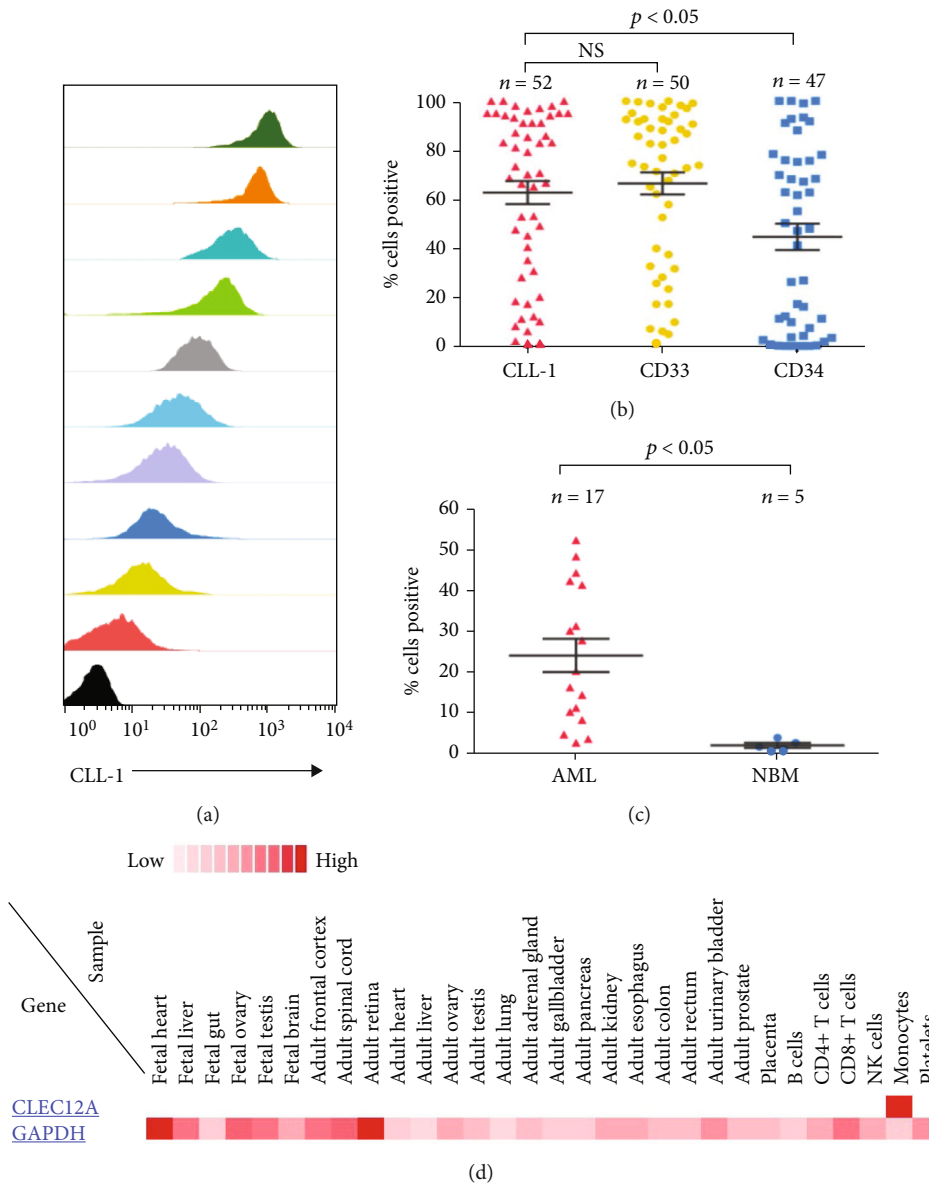 10⁰ 10¹ 10² 10³ 10⁴
CLL-1
(a)
p < 0.05
NS
n = 52 n = 50 n = 47
100
80
60
40
20
0
% cells positive
CLL-1 CD33 CD34
(b)
p < 0.05
n = 17 n = 5
60
50
40
30
20
10
0
% cells positive
AML NBM
(c)
Low High
Sample
Gene
Fetal heart
Fetal liver
Fetal gut
Fetal ovary
Fetal testis
Fetal brain
Adult frontal cortex
Adult spinal cord
Adult retina
Adult heart
Adult liver
Adult ovary
Adult testis
Adult lung
Adult adrenal gland
Adult gallbladder
Adult pancreas
Adult kidney
Adult esophagus
Adult colon
Adult rectum
Adult urinary bladder
Adult prostate
Placenta
B cells
CD4+ T cells
CD8+ T cells
NK cells
Monocytes
Platelets
CLEC12A
GAPDH
(d)